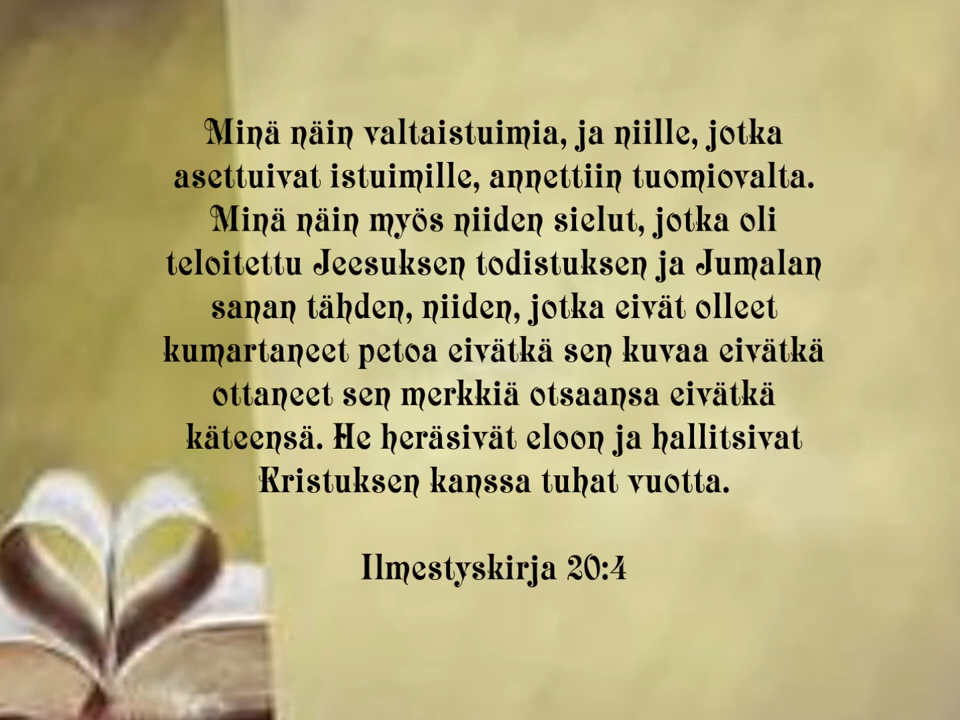 Minä näin valtaistuimia, ja niille, jotka
asettuivat istuimille, annettiin tuomiovalta.
Minä näin myös niiden sielut, jotka oli
teloitettu Jeesuksen todistuksen ja Jumalan
sanan tähden, niiden, jotka eivät olleet
kumartaneet petoa eivätkä sen kuvaa eivätkä
ottaneet sen merkkiä otsaansa eivätkä
käteensä. He heräsivät eloon ja hallitsivat
Kristuksen kanssa tuhat vuotta.
Ilmestyskirja 20:4